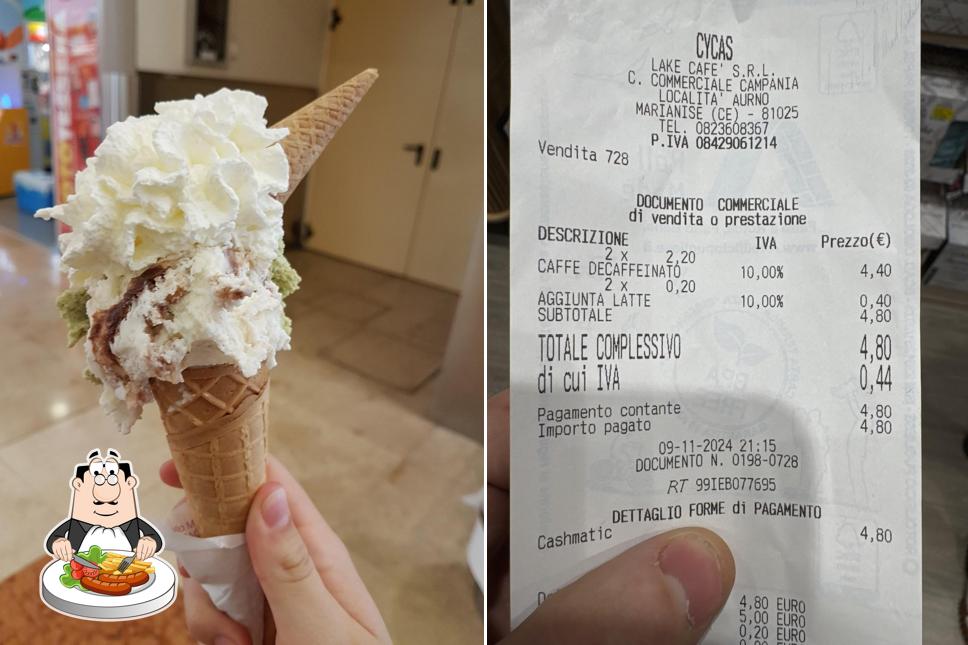 CYCAS
LAKE CAFE' S.R.L.
C. COMMERCIALE CAMPANIA
LOCALITA' AURNO
MARIANISE (CE) - 81025
TEL. 0823608367
P.IVA 08429061214
Vendita 728
DOCUMENTO COMMERCIALE
di vendita o prestazione
DESCRIZIONE IVA Prezzo(€)
2 x 2,20
CAFFE DECAFFEINATO 10,00% 4,40
2 x 0,20
AGGIUNTA LATTE 10,00% 0,40
SUBTOTALE 4,80
TOTALE COMPLESSIVO 4,80
di cui IVA 0,44
Pagamento contante 4,80
Importo pagato 4,80
09-11-2024 21:15
DOCUMENTO N. 0198-0728
RT 99IEB077695
DETTAGLIO FORME di PAGAMENTO
Cashmatic 4,80
4,80 EURO
5,00 EURO
0,20 EURO